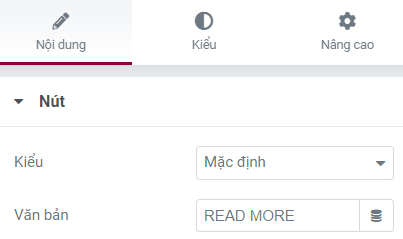 Nội dung
Kiểu
Nâng cao
Nút
Kiểu
Mặc định
Văn bản
READ MORE